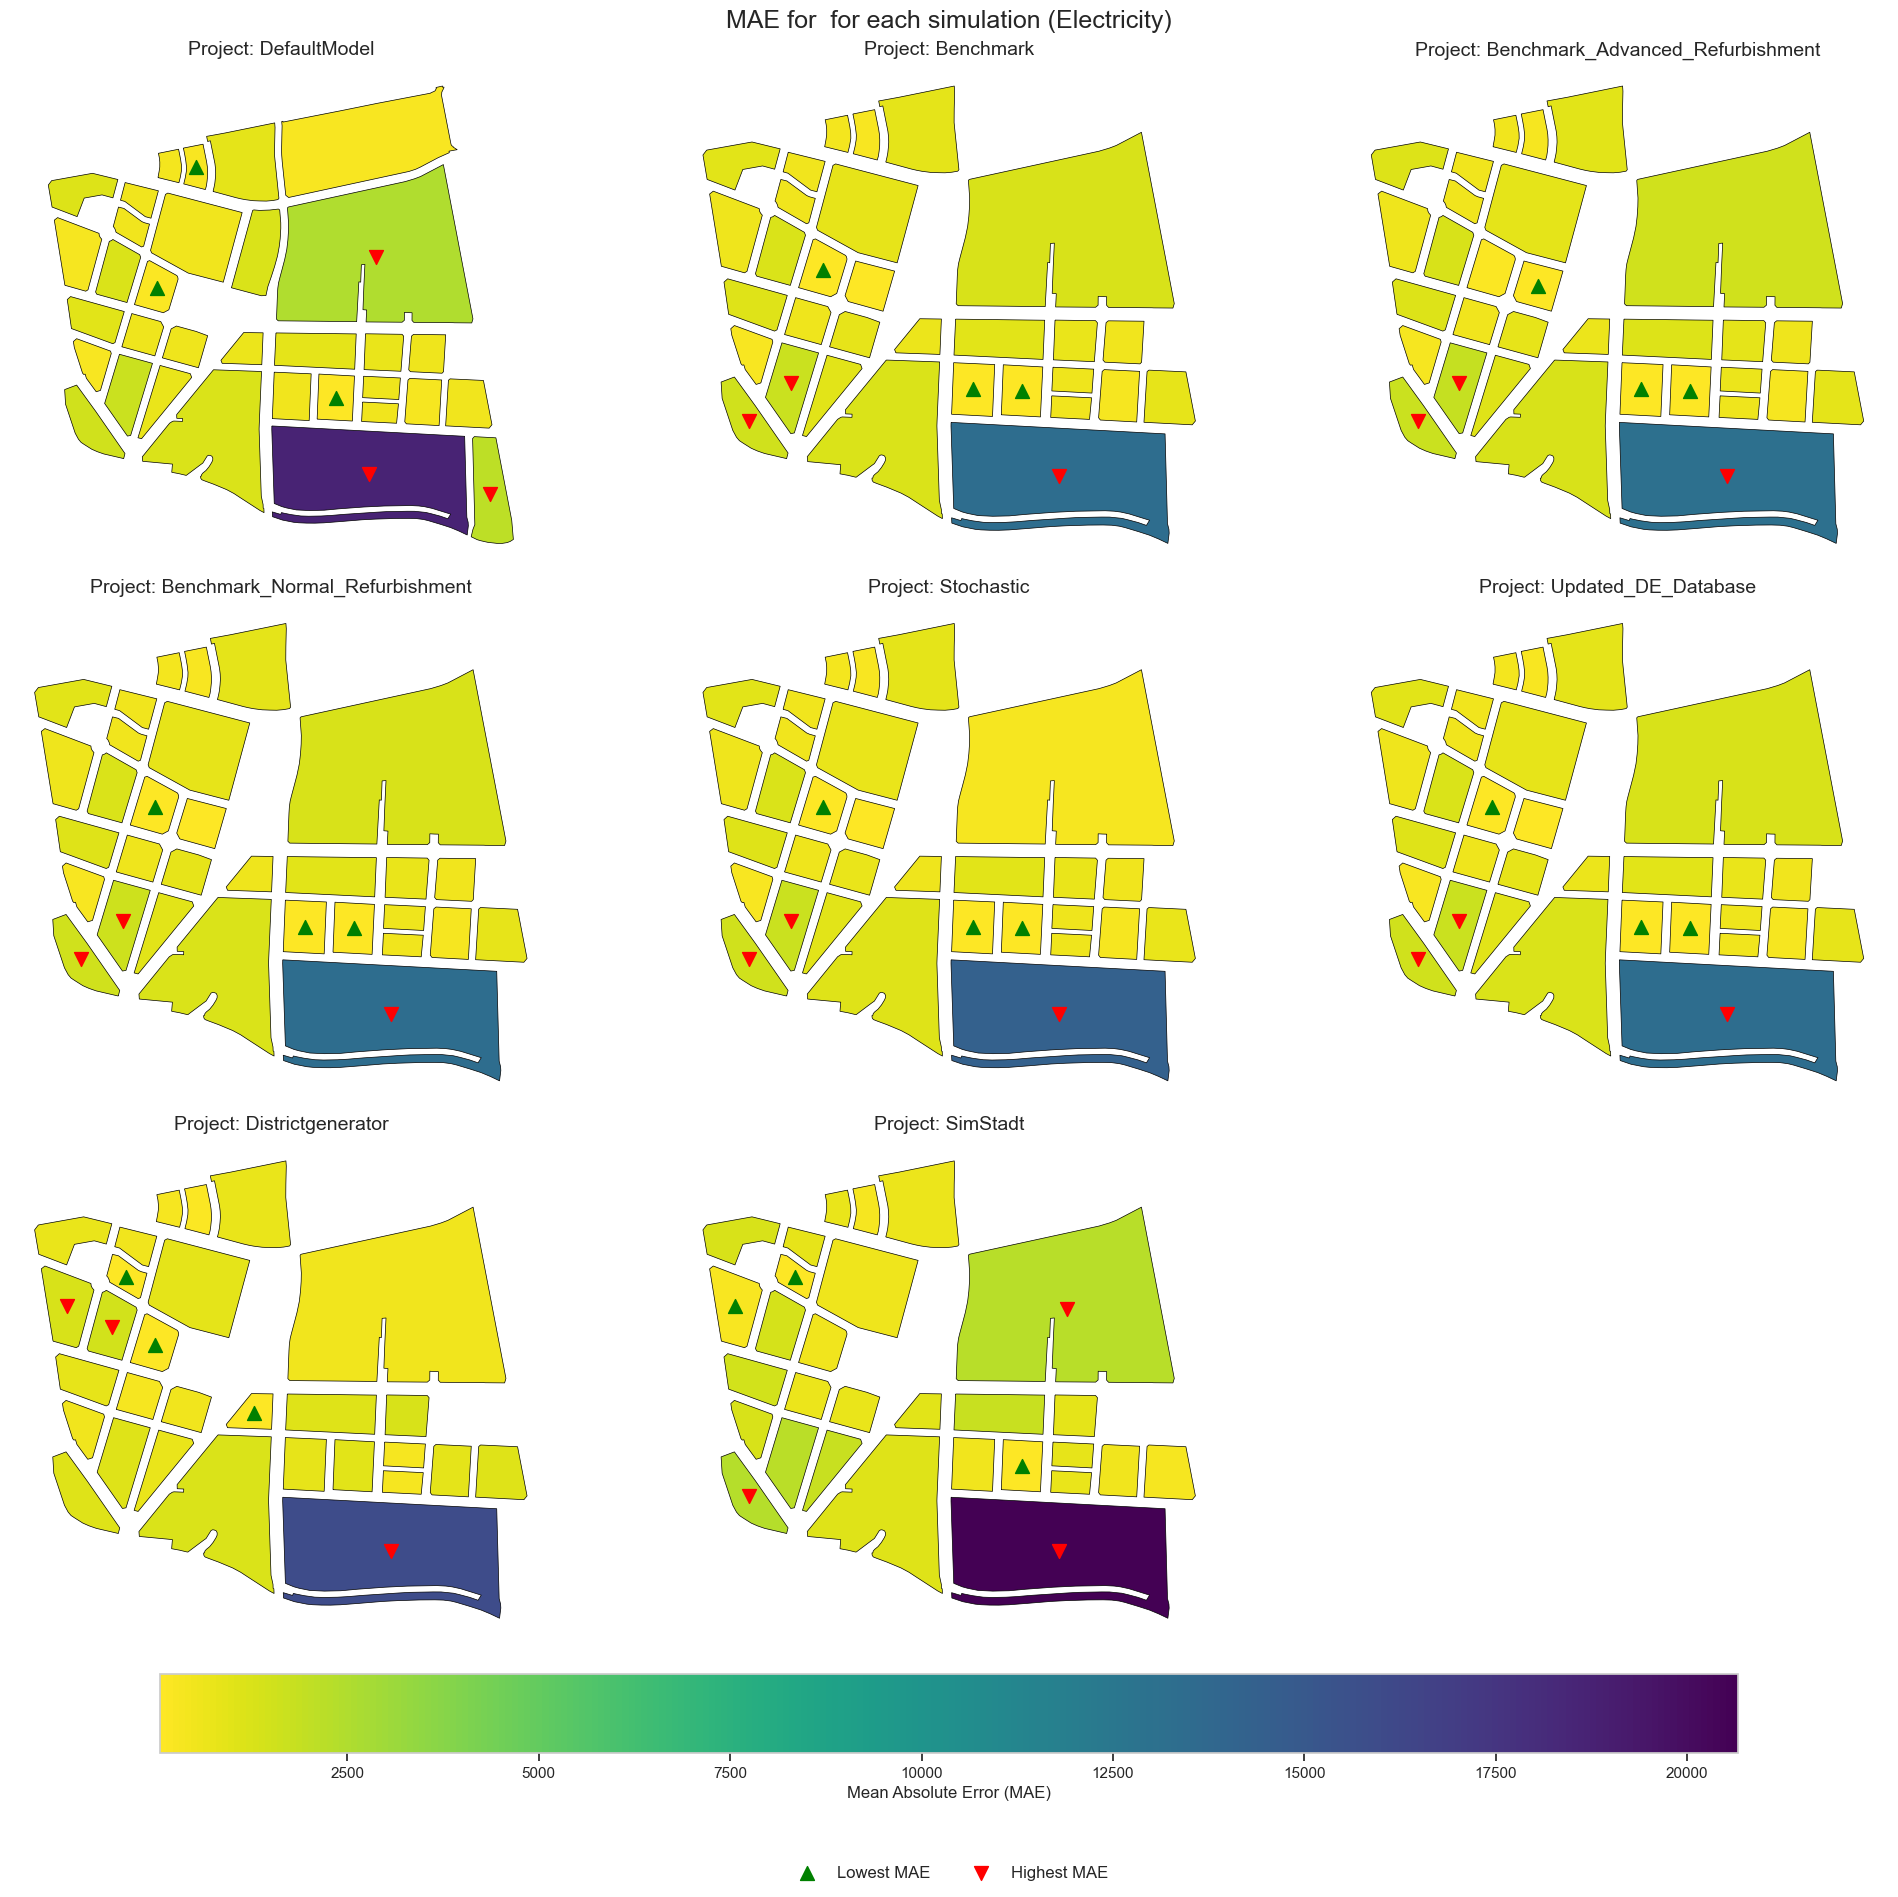 MAE for  for each simulation (Electricity)
Project: DefaultModel
Project: Benchmark
Project: Benchmark_Advanced_Refurbishment
Project: Benchmark_Normal_Refurbishment
Project: Stochastic
Project: Updated_DE_Database
Project: Districtgenerator
Project: SimStadt
2500 5000 7500 10000 12500 15000 17500 20000
Mean Absolute Error (MAE)
Lowest MAE Highest MAE